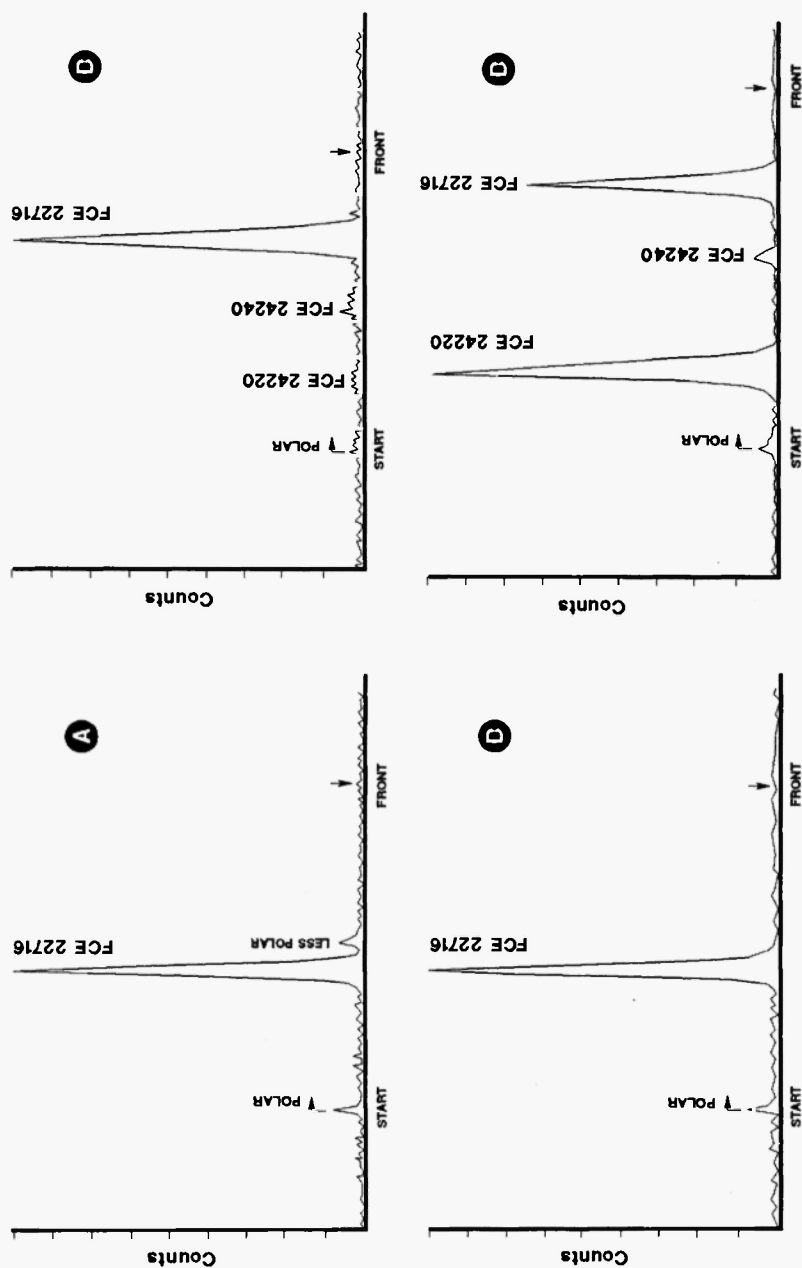 Counts
FCE 22716
A
POLAR
LESS POLAR
START
FRONT
Counts
FCE 22716
POLAR
FCE 24220
FCE 24240
START
FRONT
Counts
FCE 22716
POLAR
START
FRONT
Counts
FCE 24220
FCE 22716
POLAR
FCE 24240
START
FRONT